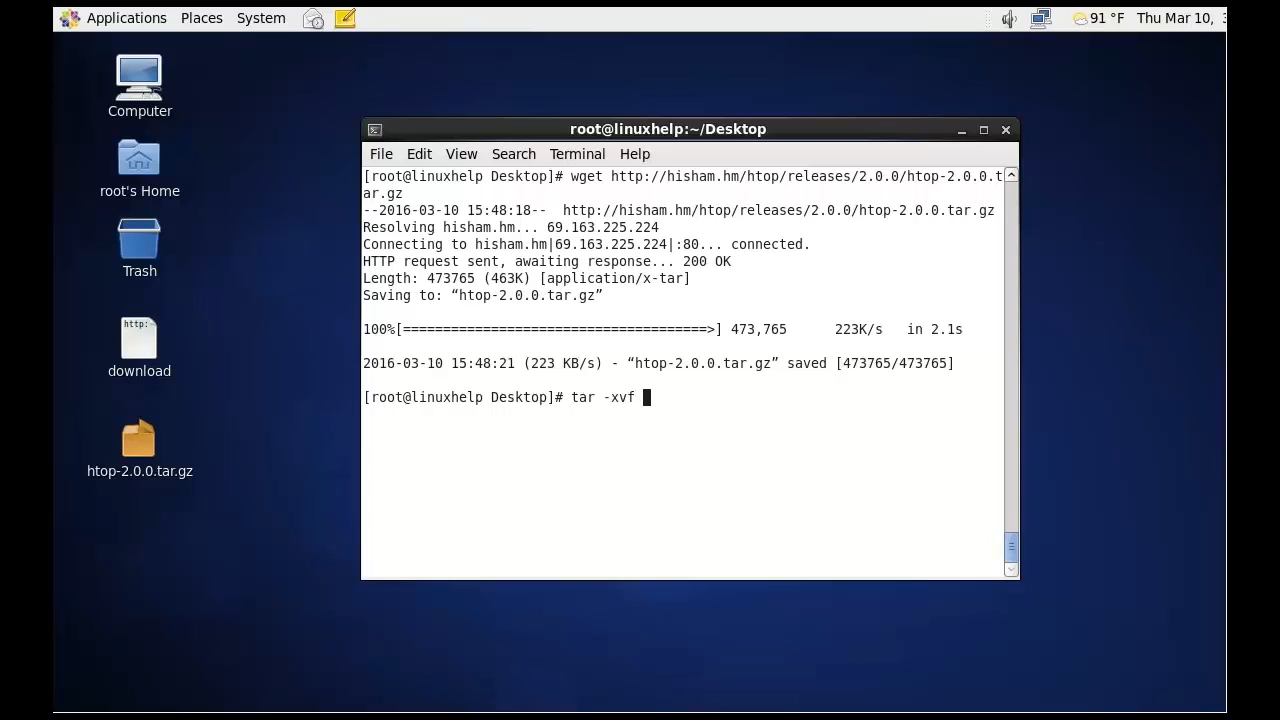 Applications Places System 91 °F Thu Mar 10,
Computer
root's Home
Trash
http:
download
htop-2.0.0.tar.gz
root@linuxhelp:~/Desktop
File Edit View Search Terminal Help
[root@linuxhelp Desktop]# wget http://hisham.hm/htop/releases/2.0.0/htop-2.0.0.t
ar.gz
--2016-03-10 15:48:18-- http://hisham.hm/htop/releases/2.0.0/htop-2.0.0.tar.gz
Resolving hisham.hm... 69.163.225.224
Connecting to hisham.hm|69.163.225.224|:80... connected.
HTTP request sent, awaiting response... 200 OK
Length: 473765 (463K) [application/x-tar]
Saving to: “htop-2.0.0.tar.gz”
100%[======================================>] 473,765 223K/s in 2.1s
2016-03-10 15:48:21 (223 KB/s) - “htop-2.0.0.tar.gz” saved [473765/473765]
[root@linuxhelp Desktop]# tar -xvf